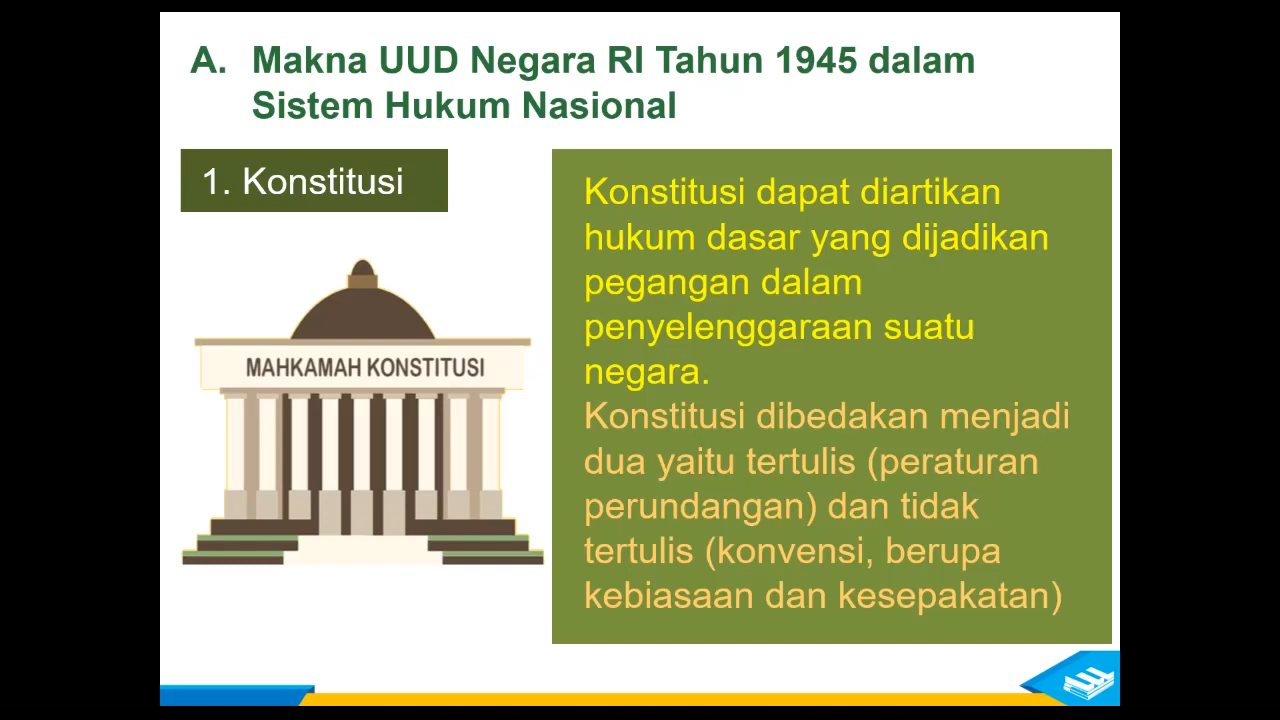 A. Makna UUD Negara RI Tahun 1945 dalam
Sistem Hukum Nasional
1. Konstitusi
MAHKAMAH KONSTITUSI
Konstitusi dapat diartikan
hukum dasar yang dijadikan
pegangan dalam
penyelenggaraan suatu
negara.
Konstitusi dibedakan menjadi
dua yaitu tertulis (peraturan
perundangan) dan tidak
tertulis (konvensi, berupa
kebiasaan dan kesepakatan)